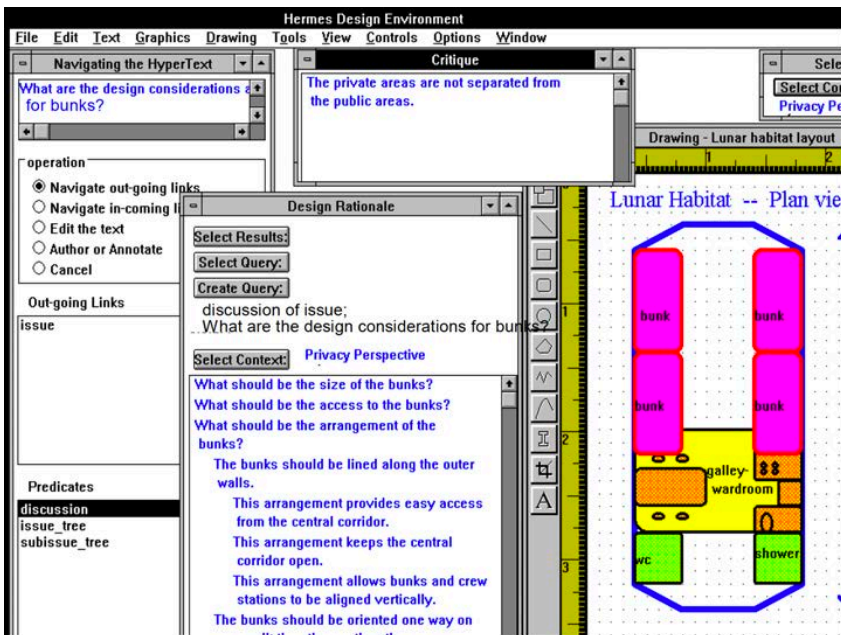 Hermes Design Environment
File Edit Text Graphics Drawing Tools View Controls Options Window
Navigating the HyperText
What are the design considerations
for bunks?
operation
Navigate out-going links
Navigate in-coming li
Edit the text
Author or Annotate
Cancel
Out-going Links
issue
Predicates
discussion
issue_tree
subissue_tree
Critique
The private areas are not separated from
the public areas.
Design Rationale
Select Results:
Select Query:
Create Query:
discussion of issue;
What are the design considerations for bunks?
Select Context: Privacy Perspective
What should be the size of the bunks?
What should be the access to the bunks?
What should be the arrangement of the
bunks?
The bunks should be lined along the outer
walls.
This arrangement provides easy access
from the central corridor.
This arrangement keeps the central
corridor open.
This arrangement allows bunks and crew
stations to be aligned vertically.
The bunks should be oriented one way on
Sele
Select Co
Privacy Pe
Drawing - Lunar habitat layout
1 2
1
2
3
A
Lunar Habitat -- Plan vie
bunk bunk
bunk bunk
galley-
wardroom
wc shower